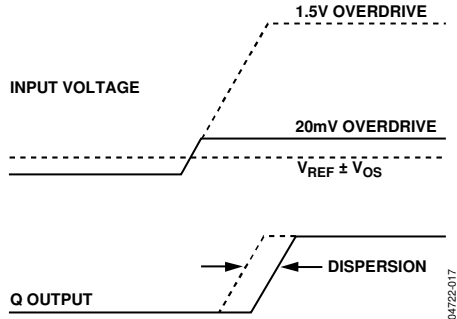 1.5V OVERDRIVE
INPUT VOLTAGE
20mV OVERDRIVE
VREF ± VOS
DISPERSION
Q OUTPUT
04722-017